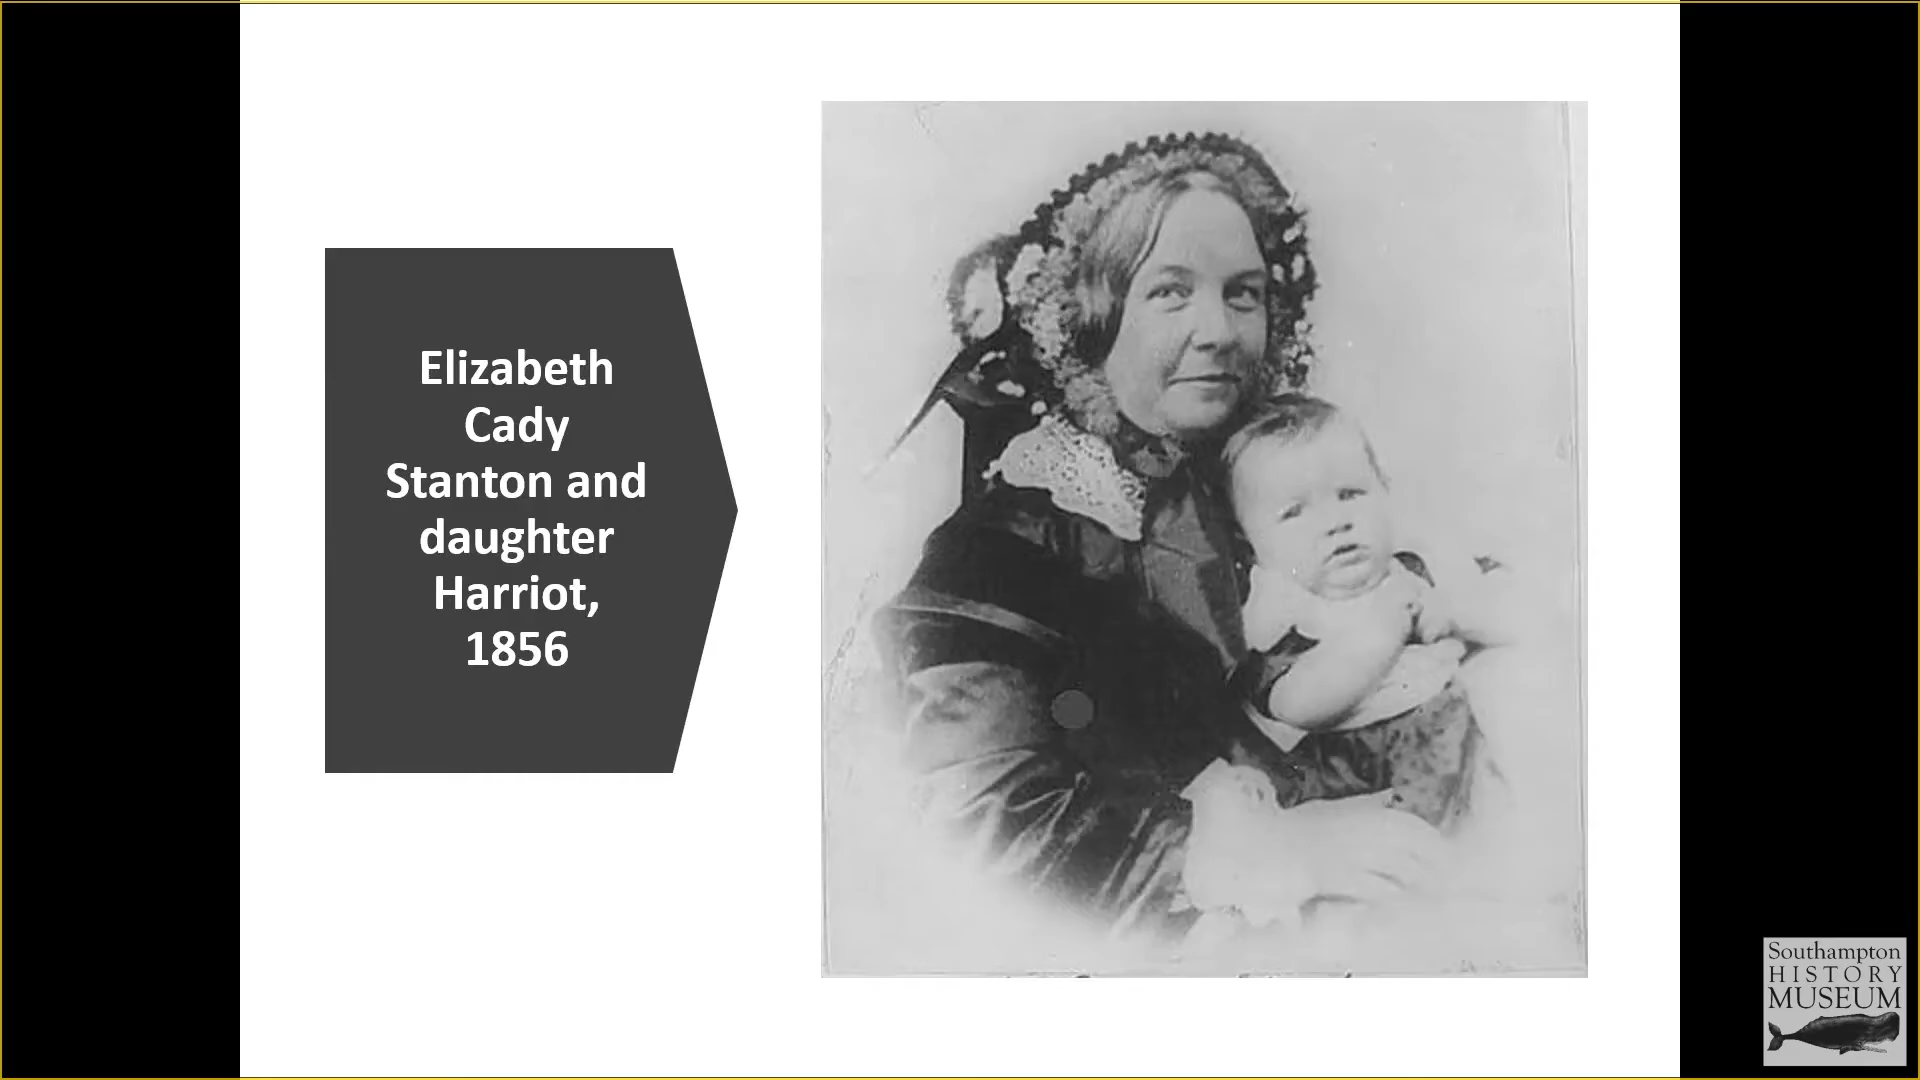 Elizabeth
Cady
Stanton and
daughter
Harriot,
1856
Southampton
HISTORY
MUSEUM